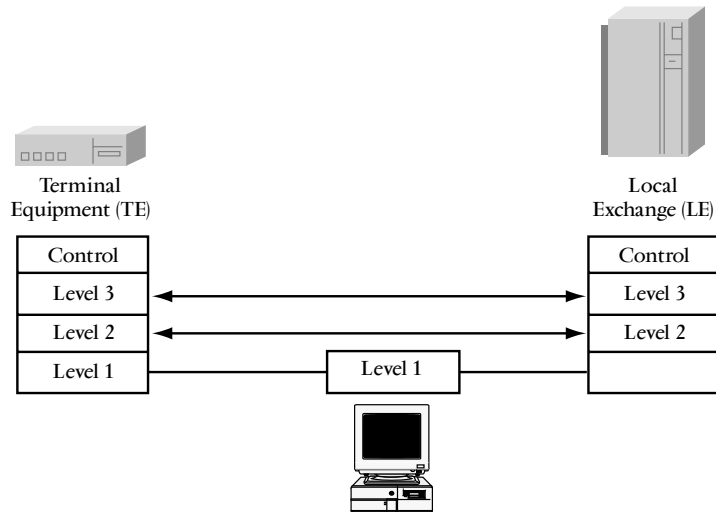 Terminal
Equipment (TE)
Local
Exchange (LE)
Control
Control
Level 3
Level 3
Level 2
Level 2
Level 1
Level 1